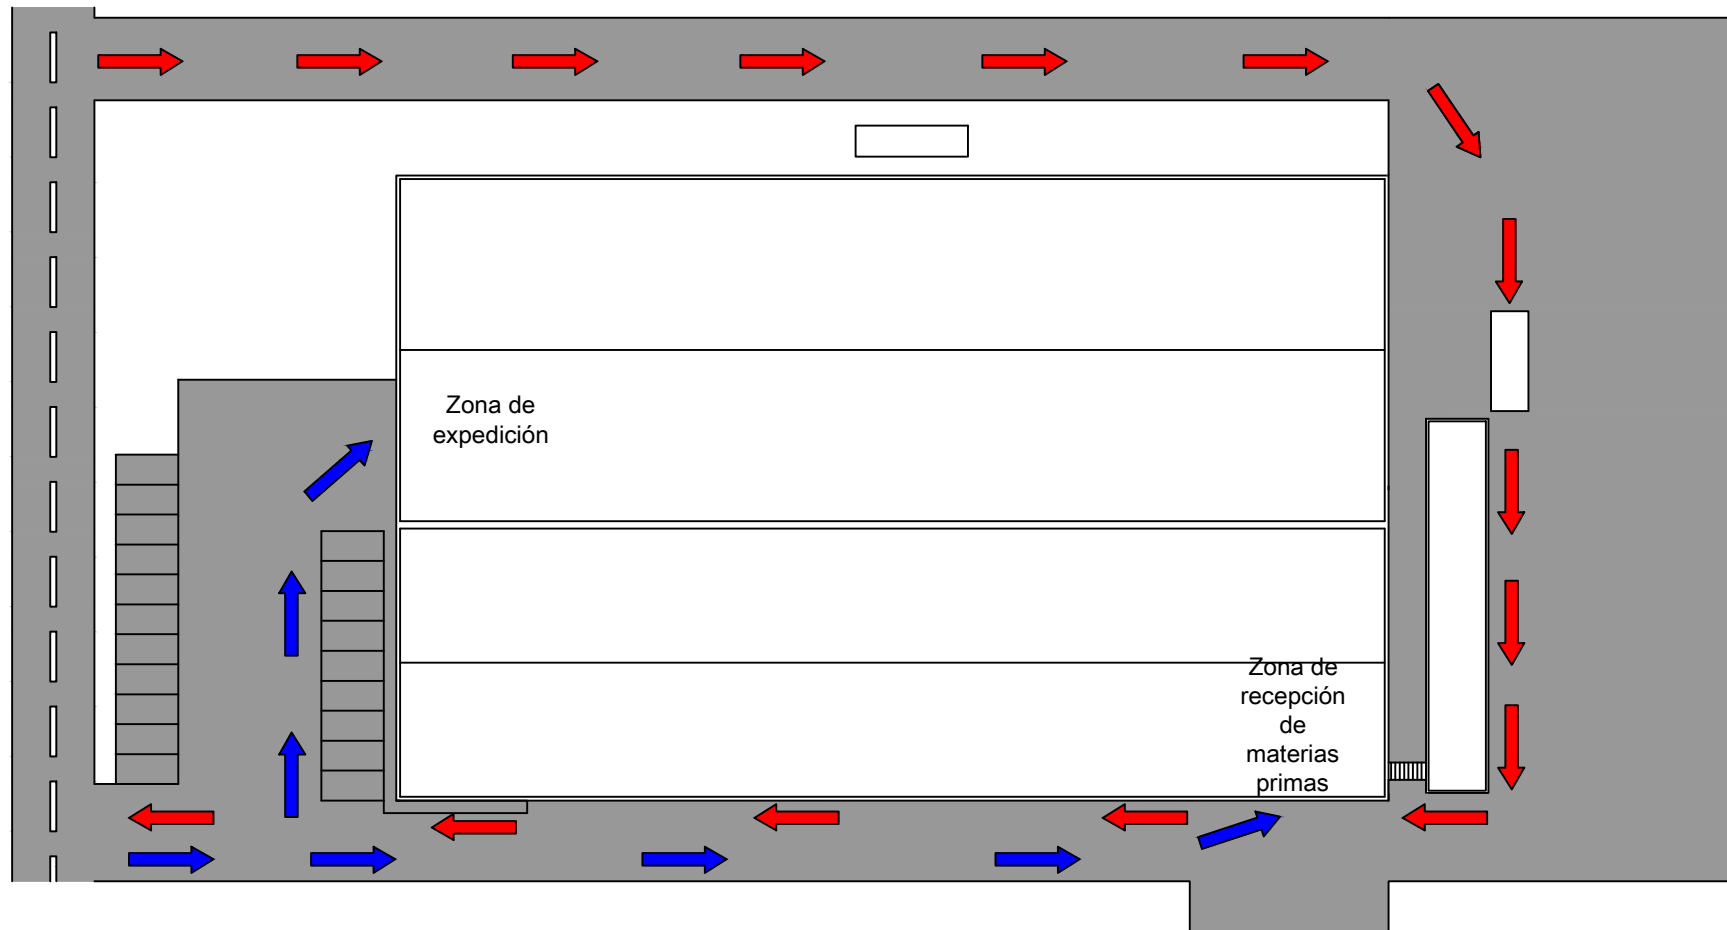 Zona de
expedición
Zona de
recepción
de
materias
primas